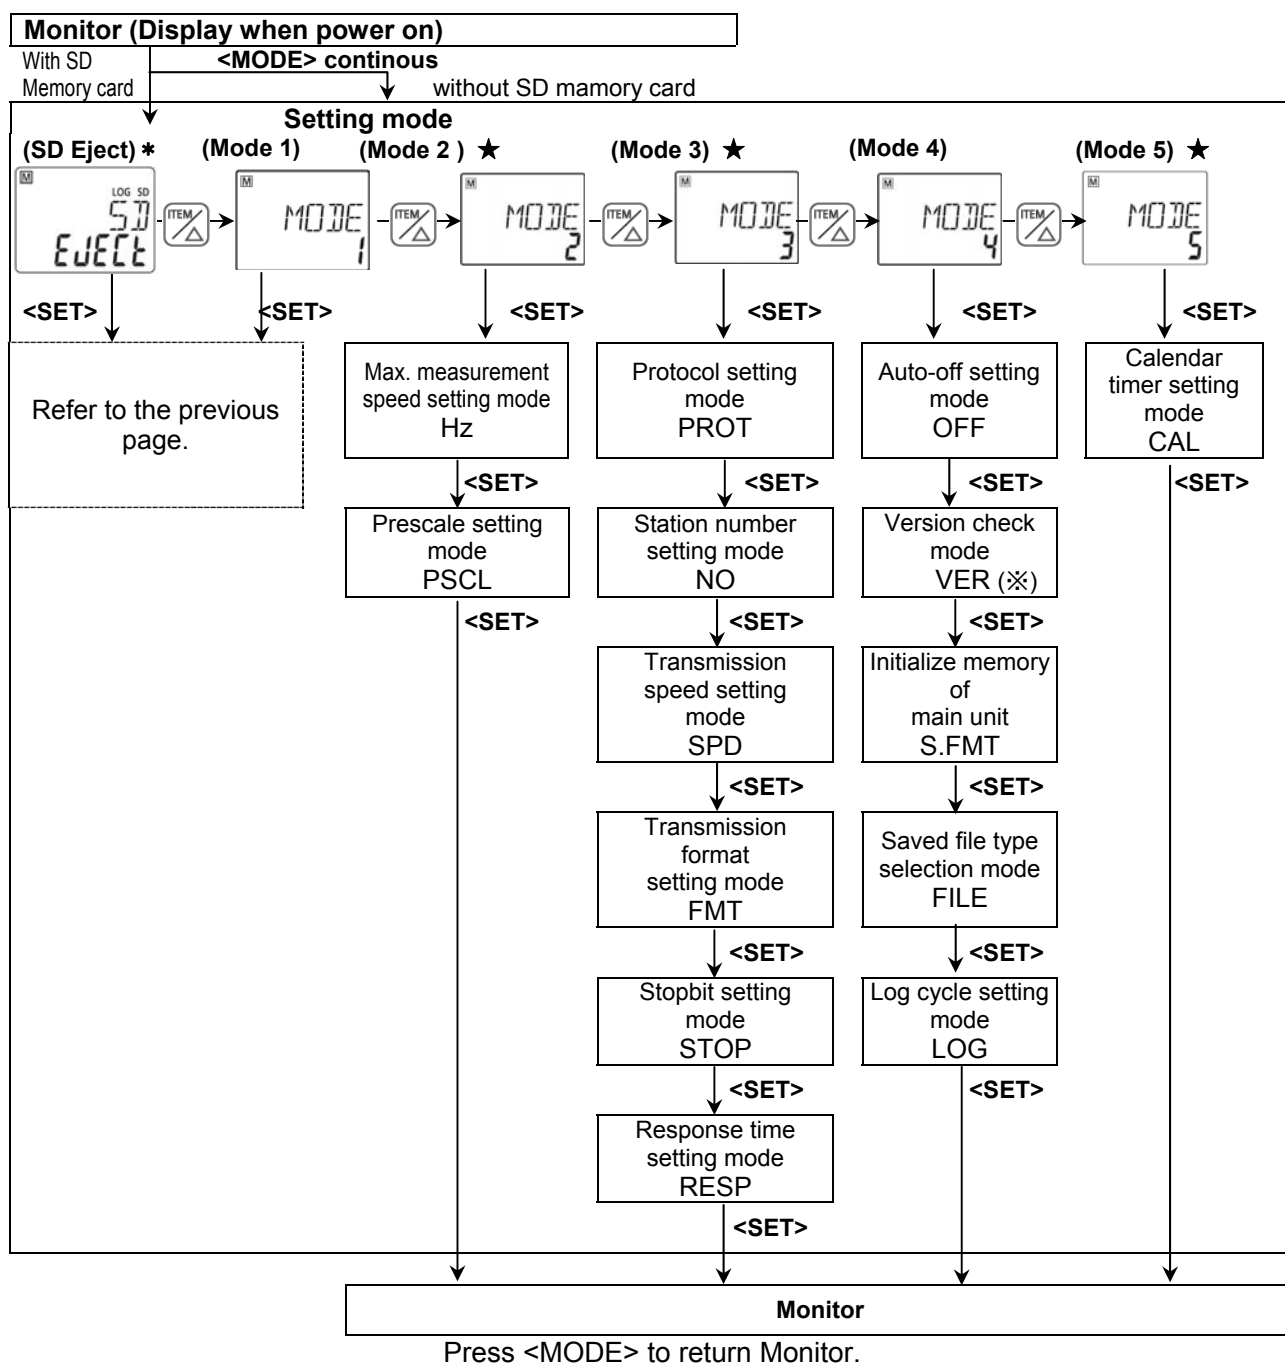 Monitor (Display when power on)
With SD
Memory card
<MODE> continous
without SD mamory card
Setting mode
(SD Eject) *
(Mode 1)
(Mode 2 ) ★
(Mode 3) ★
(Mode 4)
(Mode 5) ★
M
LOG SD
SD
EJECt
ITEM
△
M
MODE
1
ITEM
△
M
MODE
2
ITEM
△
M
MODE
3
ITEM
△
M
MODE
4
ITEM
△
M
MODE
5
<SET>
<SET>
<SET>
<SET>
<SET>
<SET>
Refer to the previous
page.
Max. measurement
speed setting mode
Hz
<SET>
Prescale setting
mode
PSCL
<SET>
Protocol setting
mode
PROT
<SET>
Station number
setting mode
NO
<SET>
Transmission
speed setting
mode
SPD
<SET>
Transmission
format
setting mode
FMT
<SET>
Stopbit setting
mode
STOP
<SET>
Response time
setting mode
RESP
<SET>
Auto-off setting
mode
OFF
<SET>
Version check
mode
VER (※)
<SET>
Initialize memory
of
main unit
S.FMT
<SET>
Saved file type
selection mode
FILE
<SET>
Log cycle setting
mode
LOG
<SET>
Calendar
timer setting
mode
CAL
<SET>
Monitor
Press <MODE> to return Monitor.